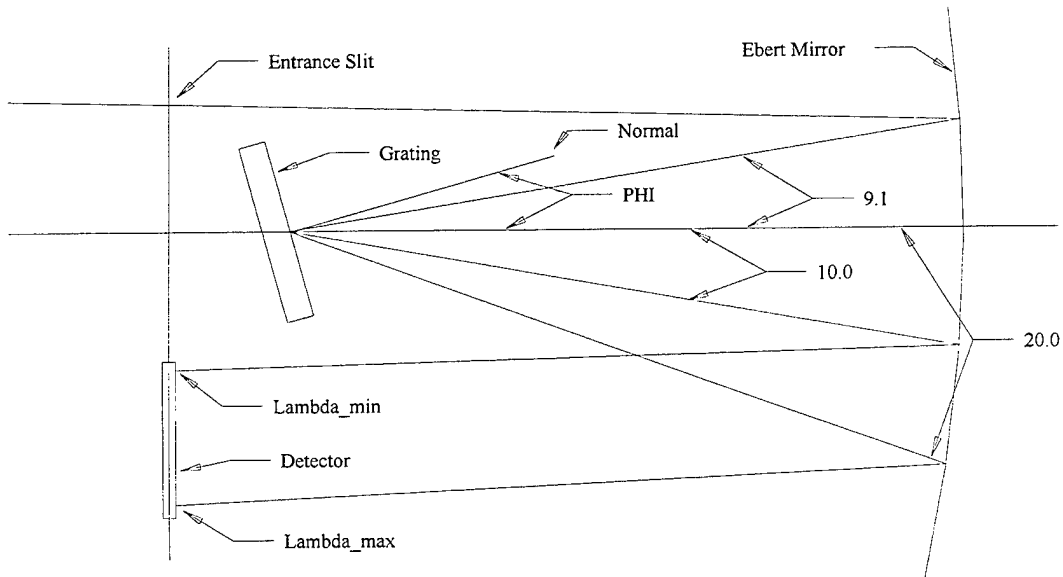 Entrance Slit
Ebert Mirror
Normal
Grating
PHI
9.1
10.0
20.0
Lambda_min
Detector
Lambda_max